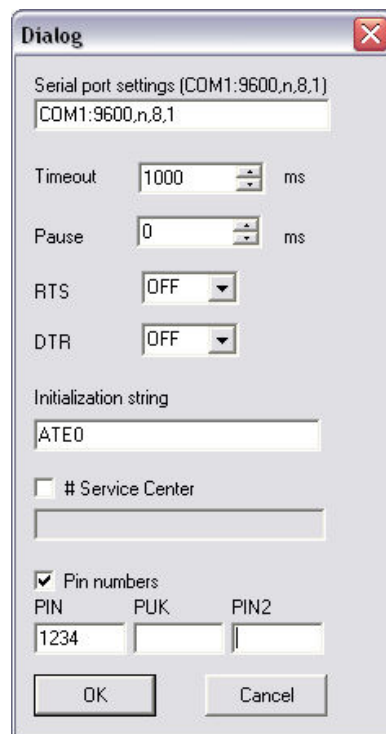 Dialog
Serial port settings (COM1:9600,n,8,1)
COM1:9600,n,8,1
Timeout 1000 ms
Pause 0 ms
RTS OFF
DTR OFF
Initialization string
ATE0
# Service Center
Pin numbers
PIN PUK PIN2
1234
OK Cancel